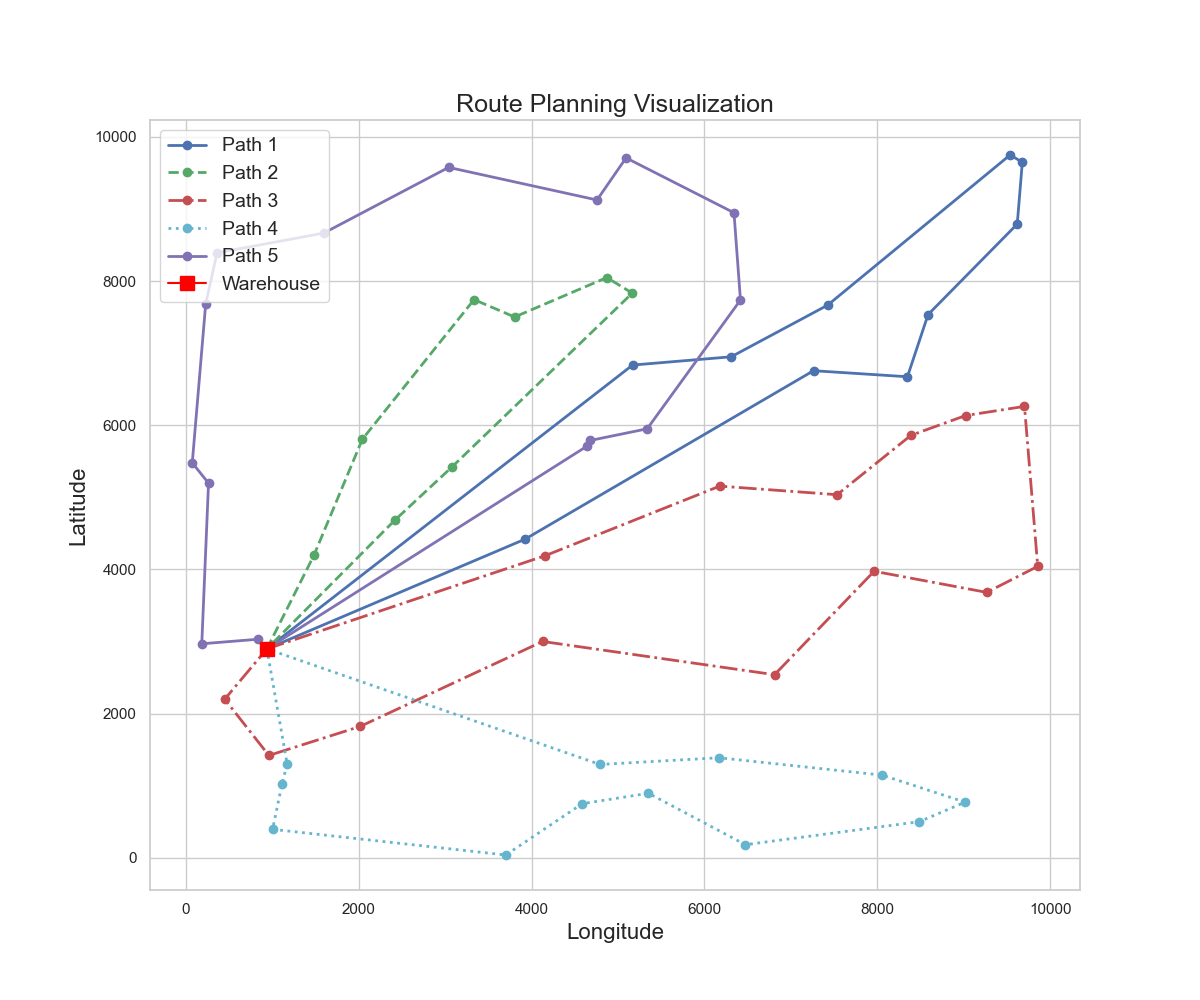 Route Planning Visualization
10000
8000
6000
4000
2000
0
Latitude
Path 1
Path 2
Path 3
Path 4
Path 5
Warehouse
0 2000 4000 6000 8000 10000
Longitude